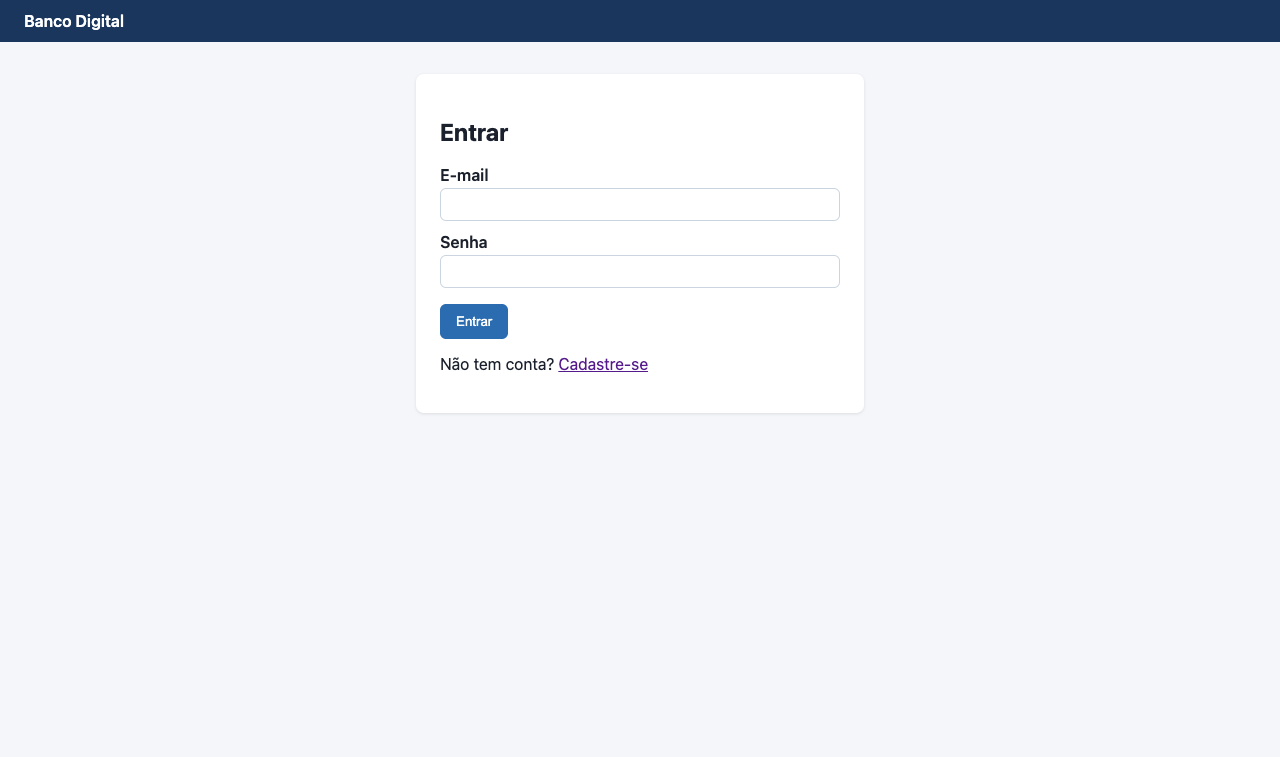 Banco Digital
Entrar
E-mail
Senha
Entrar
Não tem conta? Cadastre-se